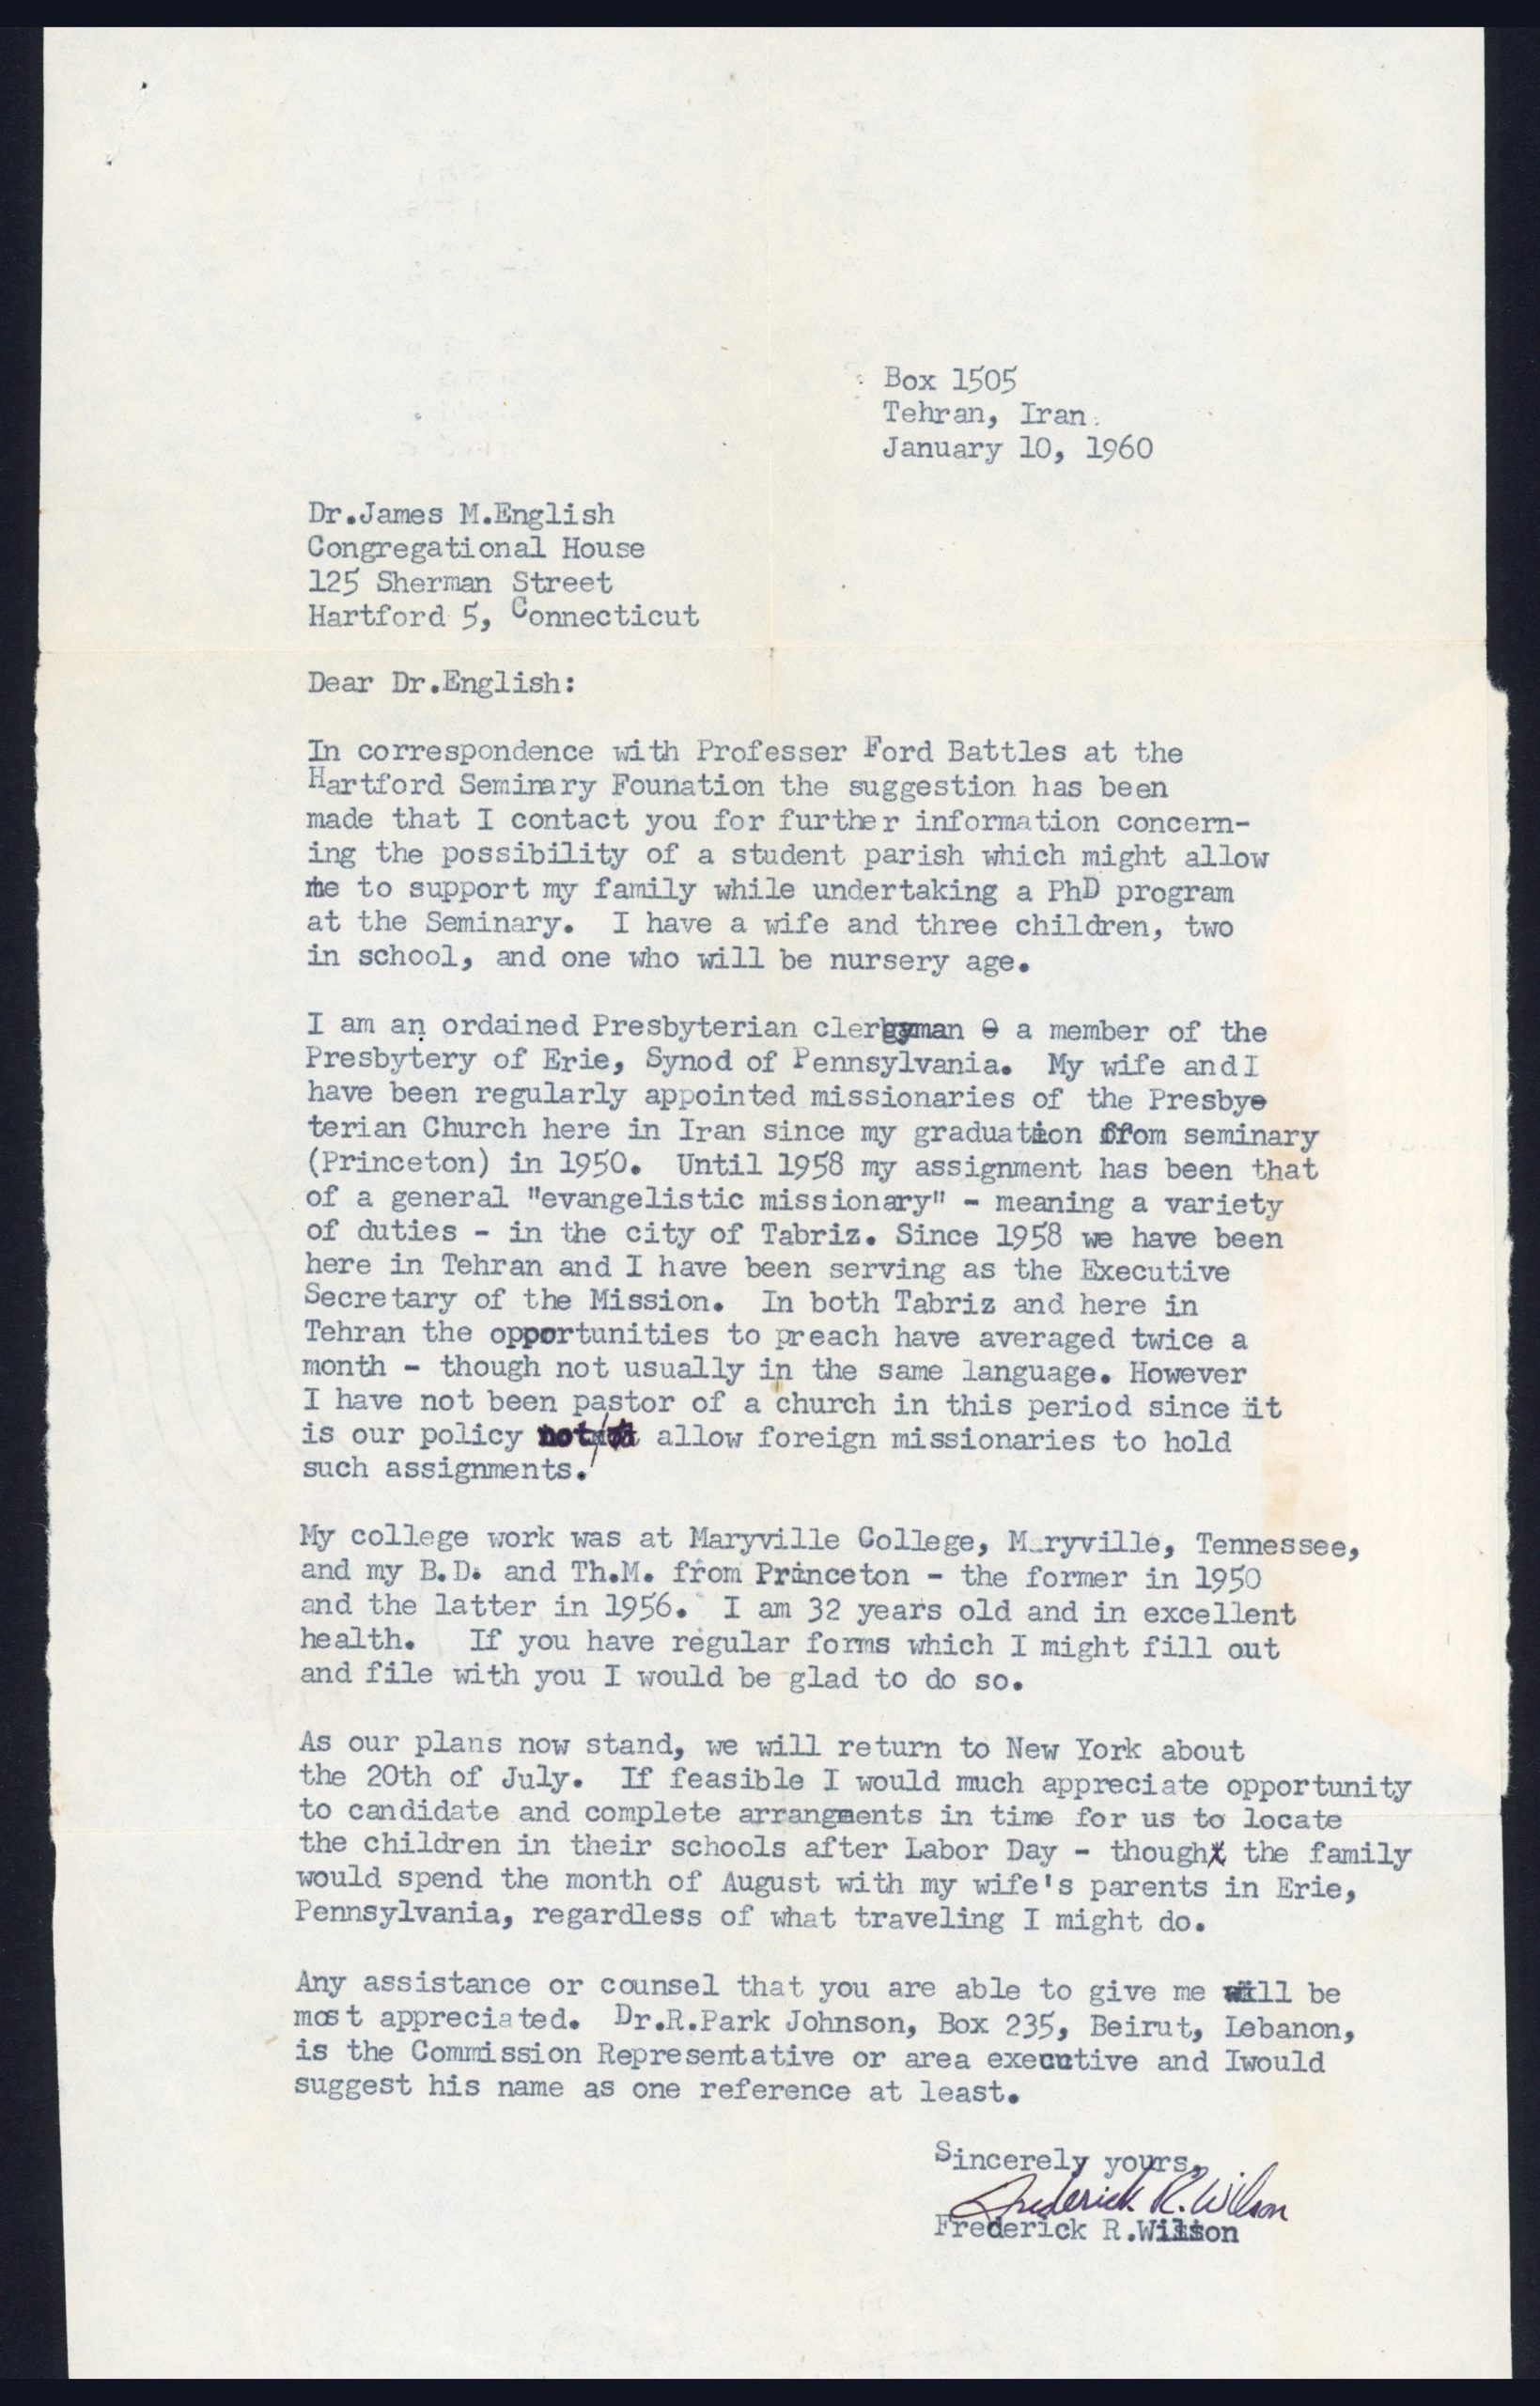 Box 1505
Tehran, Iran.
January 10, 1960
Dr.James M.English
Congregational House
125 Sherman Street
Hartford 5, Connecticut
Dear Dr.English:
In correspondence with Professer Ford Battles at the
Hartford Seminary Founation the suggestion has been
made that I contact you for further information concern-
ing the possibility of a student parish which might allow
me to support my family while undertaking a PhD program
at the Seminary. I have a wife and three children, two
in school, and one who will be nursery age.
I am an ordained Presbyterian clergyman - a member of the
Presbytery of Erie, Synod of Pennsylvania. My wife and I
have been regularly appointed missionaries of the Presby-
terian Church here in Iran since my graduation from seminary
(Princeton) in 1950. Until 1958 my assignment has been that
of a general "evangelistic missionary" - meaning a variety
of duties - in the city of Tabriz. Since 1958 we have been
here in Tehran and I have been serving as the Executive
Secretary of the Mission. In both Tabriz and here in
Tehran the opportunities to preach have averaged twice a
month - though not usually in the same language. However
I have not been pastor of a church in this period since it
is our policy not to allow foreign missionaries to hold
such assignments.
My college work was at Maryville College, Maryville, Tennessee,
and my B.D. and Th.M. from Princeton - the former in 1950
and the latter in 1956. I am 32 years old and in excellent
health. If you have regular forms which I might fill out
and file with you I would be glad to do so.
As our plans now stand, we will return to New York about
the 20th of July. If feasible I would much appreciate opportunity
to candidate and complete arrangments in time for us to locate
the children in their schools after Labor Day - though the family
would spend the month of August with my wife's parents in Erie,
Pennsylvania, regardless of what traveling I might do.
Any assistance or counsel that you are able to give me will be
most appreciated. Dr.R.Park Johnson, Box 235, Beirut, Lebanon,
is the Commission Representative or area executive and Iwould
suggest his name as one reference at least.
Sincerely yours,
Frederick R. Wilson
Frederick R.Wilson